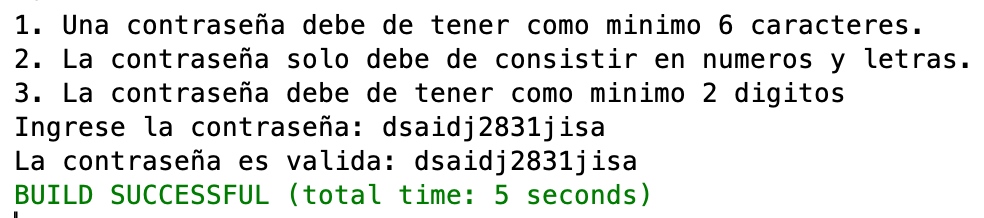 1. Una contraseña debe de tener como minimo 6 caracteres.
2. La contraseña solo debe de consistir en numeros y letras.
3. La contraseña debe de tener como minimo 2 digitos
Ingrese la contraseña: dsaidj2831jisa
La contraseña es valida: dsaidj2831jisa
BUILD SUCCESSFUL (total time: 5 seconds)